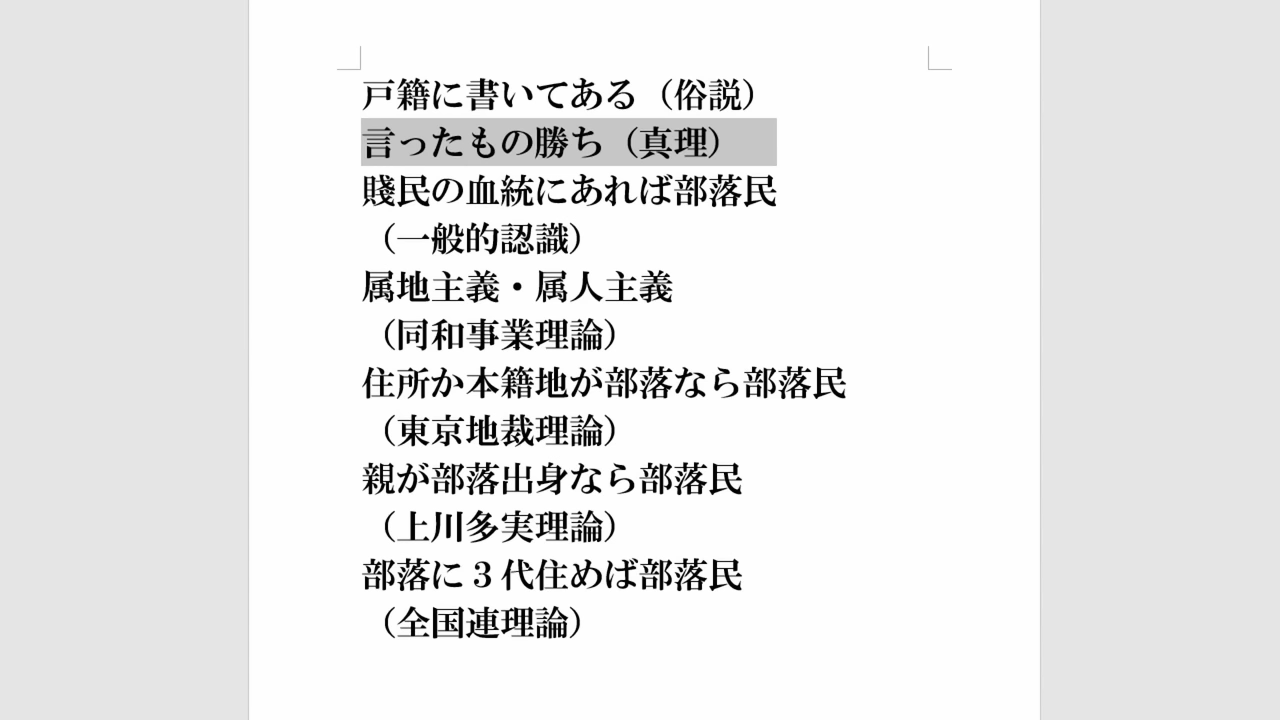 戸籍に書いてある（俗説）
言ったもの勝ち（真理）
賤民の血統にあれば部落民
（一般的認識）
属地主義・属人主義
（同和事業理論）
住所か本籍地が部落なら部落民
（東京地裁理論）
親が部落出身なら部落民
（上川多実理論）
部落に３代住めば部落民
（全国連理論）